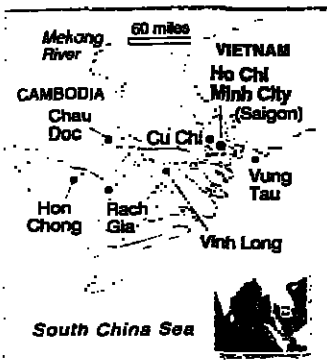 Mekong
River
60 miles
VIETNAM
Ho Chi
Minh City
(Saigon)
CAMBODIA
Chau
Doc
Cu Chi
Vung
Tau
Hon
Chong
Rach
Gia
Vinh Long
South China Sea